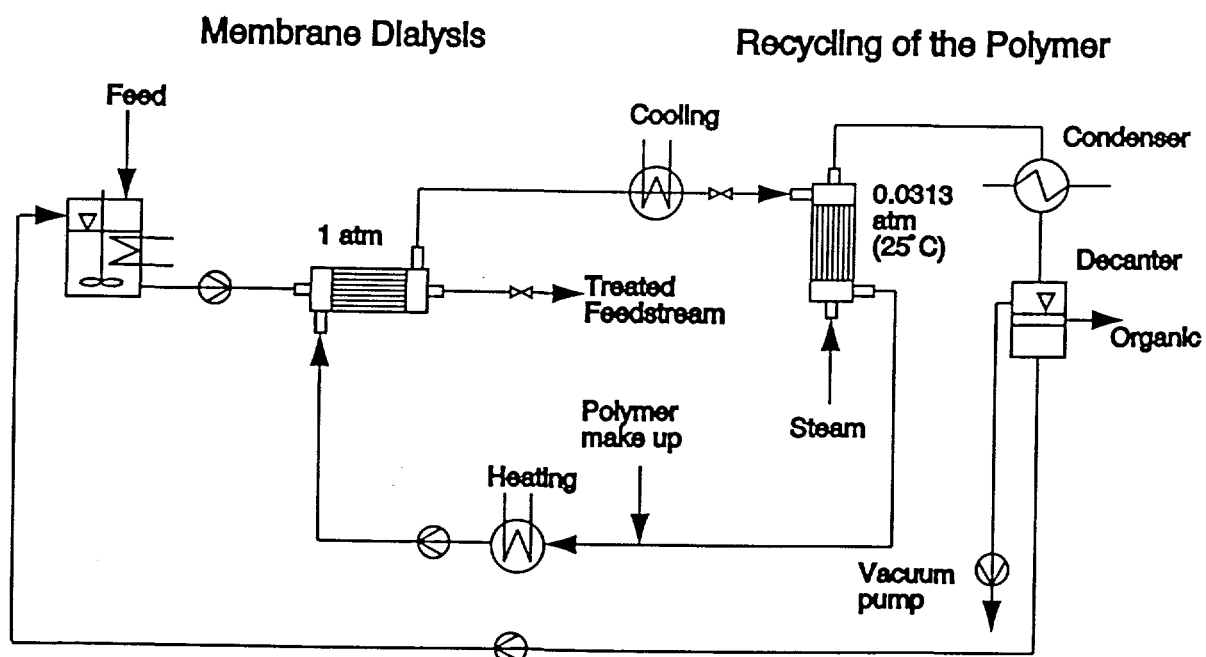 Membrane Dialysis
Recycling of the Polymer
Feed
Cooling
Condenser
1 atm
0.0313
atm
(25°C)
Decanter
Treated
Feedstream
Organic
Steam
Polymer
make up
Heating
Vacuum
pump